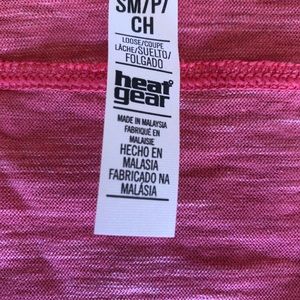 SM/P/
CH
LOOSE/COUPE
LÂCHE/SUELTO/
FOLGADO
heat
gear
MADE IN MALAYSIA
FABRIQUÉ EN
MALAISIE
HECHO EN
MALASIA
FABRICADO NA
MALÁSIA